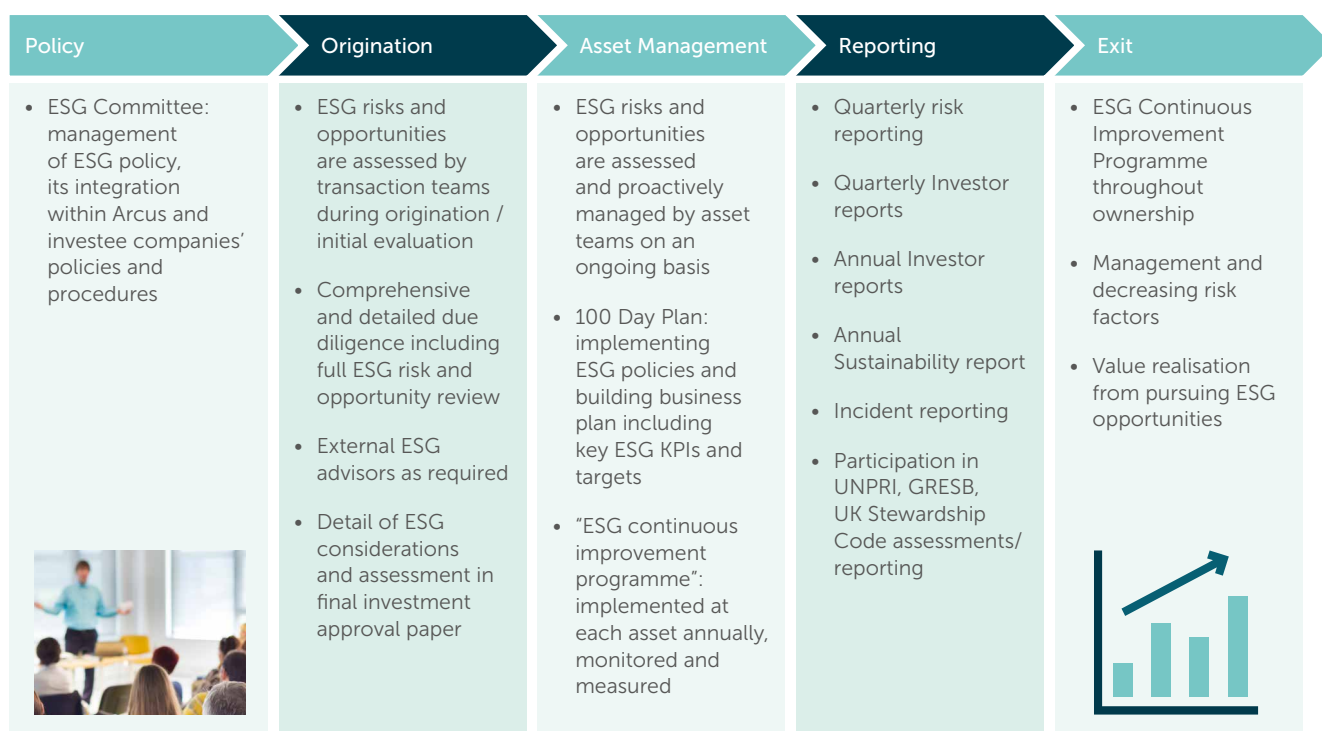 Policy
• ESG Committee:
management
of ESG policy,
its integration
within Arcus and
investee companies’
policies and
procedures
Origination
• ESG risks and
opportunities
are assessed by
transaction teams
during origination /
initial evaluation
• Comprehensive
and detailed due
diligence including
full ESG risk and
opportunity review
• External ESG
advisors as required
• Detail of ESG
considerations
and assessment in
final investment
approval paper
Asset Management
• ESG risks and
opportunities
are assessed
and proactively
managed by asset
teams on an
ongoing basis
• 100 Day Plan:
implementing
ESG policies and
building business
plan including
key ESG KPIs and
targets
• “ESG continuous
improvement
programme”:
implemented at
each asset annually,
monitored and
measured
Reporting
• Quarterly risk
reporting
• Quarterly Investor
reports
• Annual Investor
reports
• Annual
Sustainability report
• Incident reporting
• Participation in
UNPRI, GRESB,
UK Stewardship
Code assessments/
reporting
Exit
• ESG Continuous
Improvement
Programme
throughout
ownership
• Management and
decreasing risk
factors
• Value realisation
from pursuing ESG
opportunities